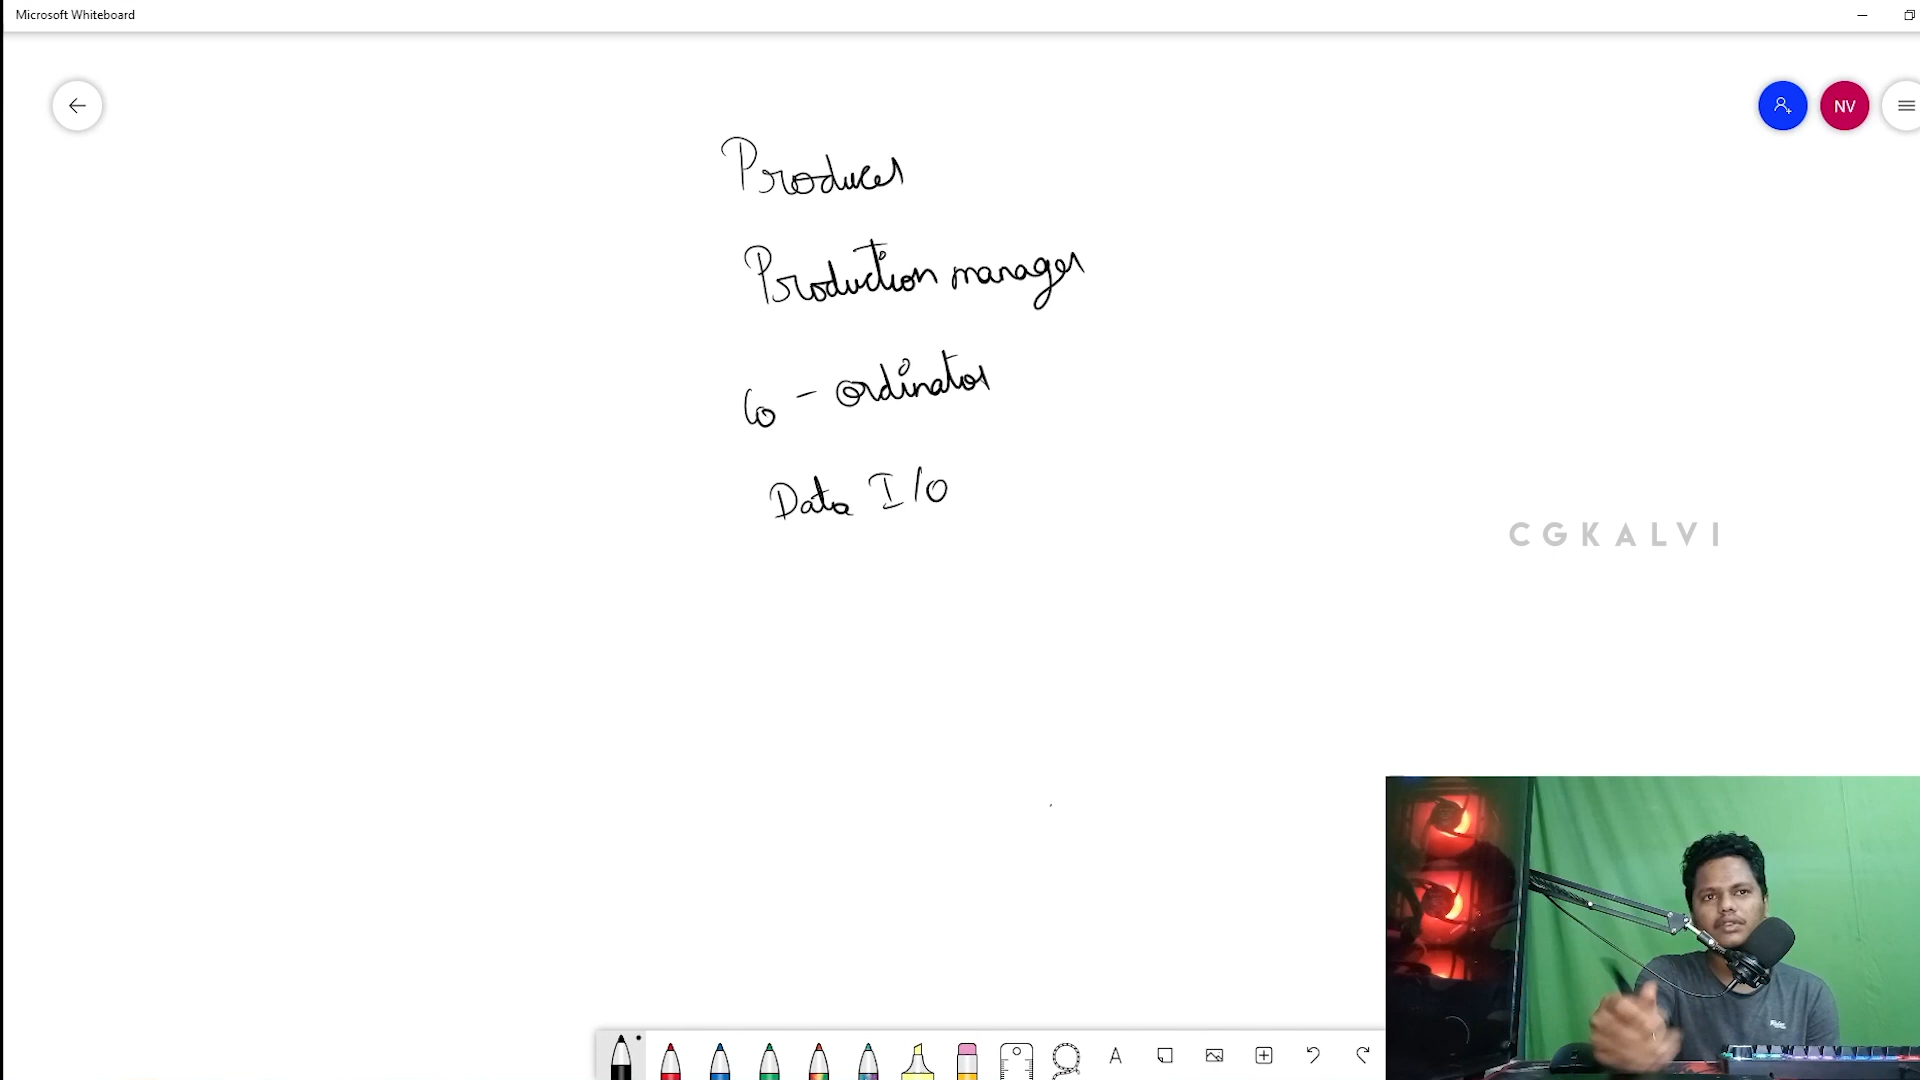 Microsoft Whiteboard
NV
Producer
Production manager
Co - ordinator
Data I/O
CGKALVI
A